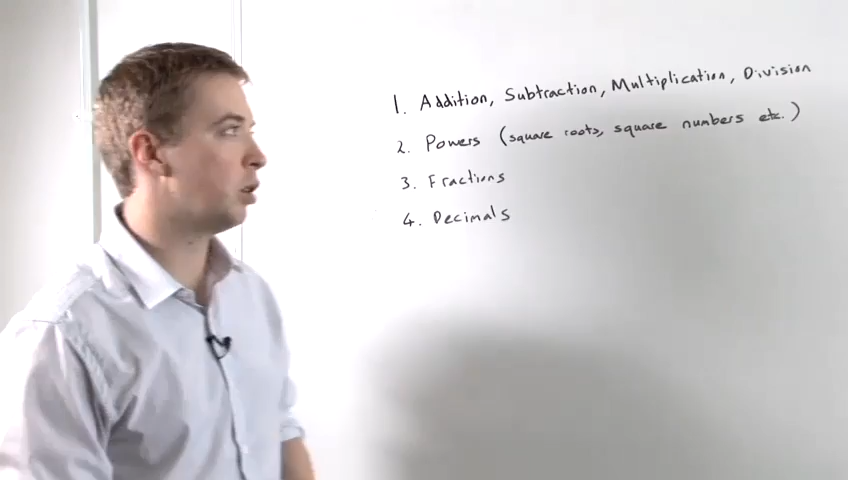 1. Addition, Subtraction, Multiplication, Division
2. Powers (square roots, square numbers etc.)
3. Fractions
4. Decimals